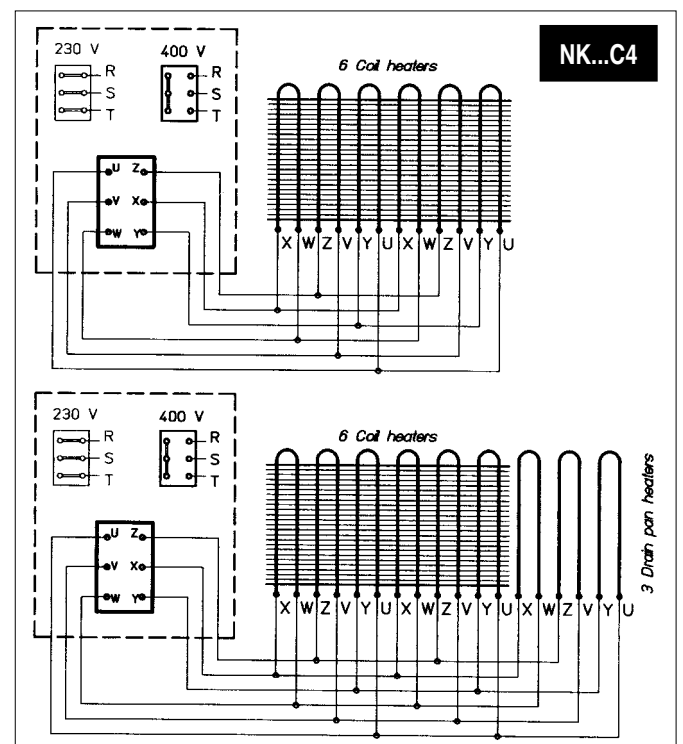 NK...C4
230 V 400 V
6 Coil heaters
R R
S S
T T
U Z
V X
W Y
X W Z V Y U X W Z V Y U
230 V 400 V
6 Coil heaters
R R
S S
T T
3 Drain pan heaters
U Z
V X
W Y
X W Z V Y U X W Z V Y U X W Z V Y U